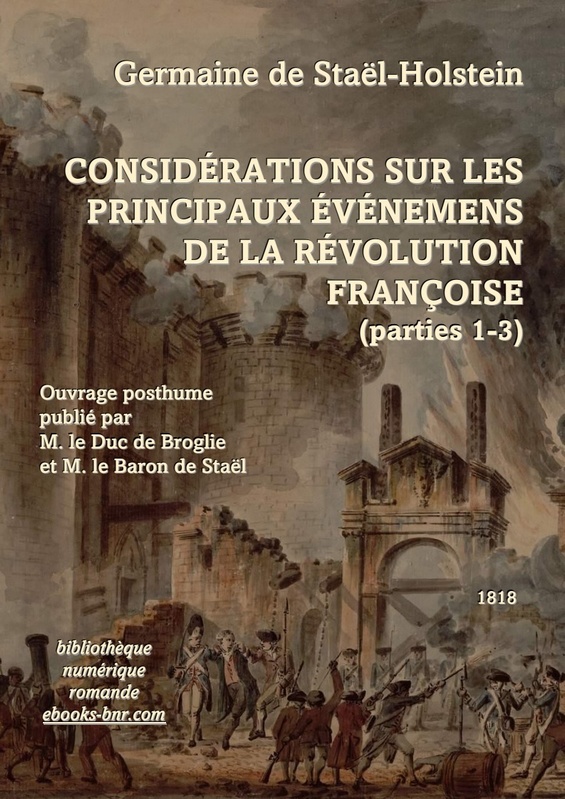 Germaine de Staël-Holstein
CONSIDÉRATIONS SUR LES
PRINCIPAUX ÉVÉNEMENS
DE LA RÉVOLUTION
FRANÇOISE
(parties 1-3)
Ouvrage posthume
publié par
M. le Duc de Broglie
et M. le Baron de Staël
1818
bibliothèque
numérique
romande
ebooks-bnr.com